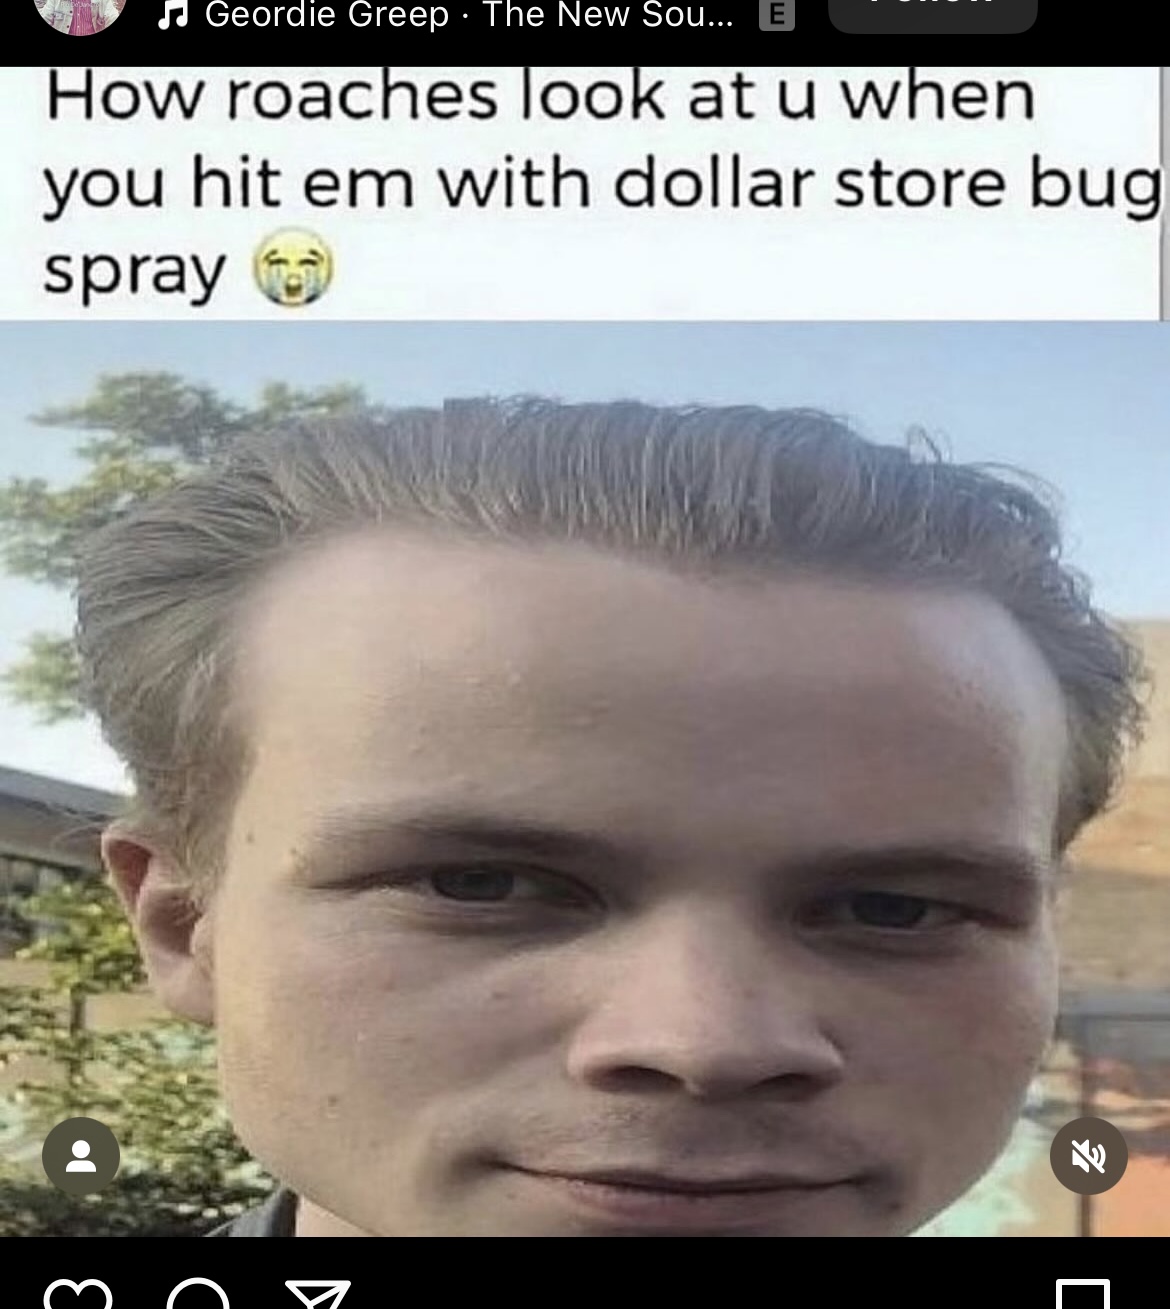 Geordie Greep · The New Sou... E
How roaches look at u when
you hit em with dollar store bug
spray 😭